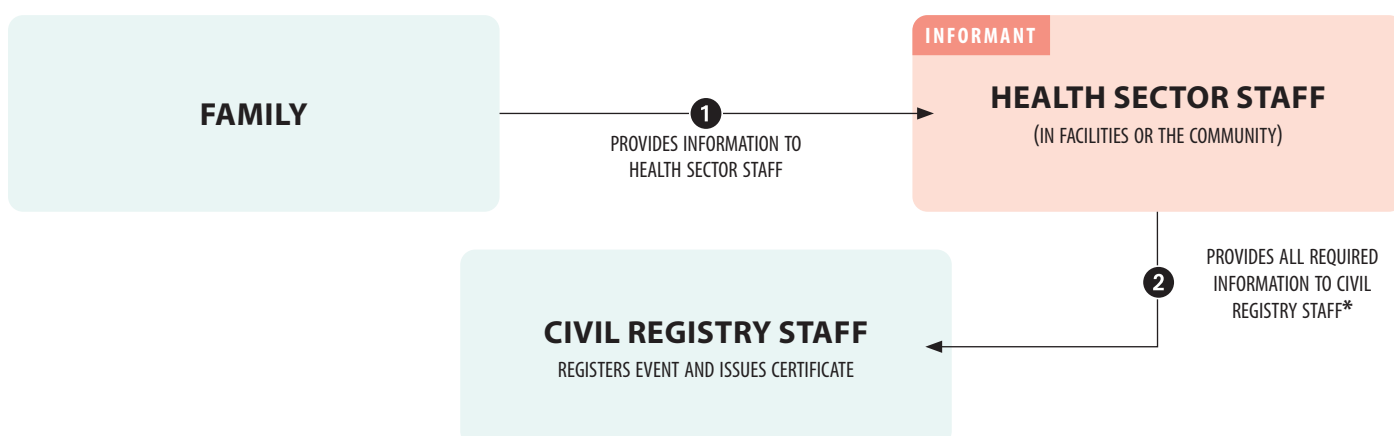 FAMILY
1
PROVIDES INFORMATION TO
HEALTH SECTOR STAFF
INFORMANT
HEALTH SECTOR STAFF
(IN FACILITIES OR THE COMMUNITY)
2
PROVIDES ALL REQUIRED
INFORMATION TO CIVIL
REGISTRY STAFF*
CIVIL REGISTRY STAFF
REGISTERS EVENT AND ISSUES CERTIFICATE